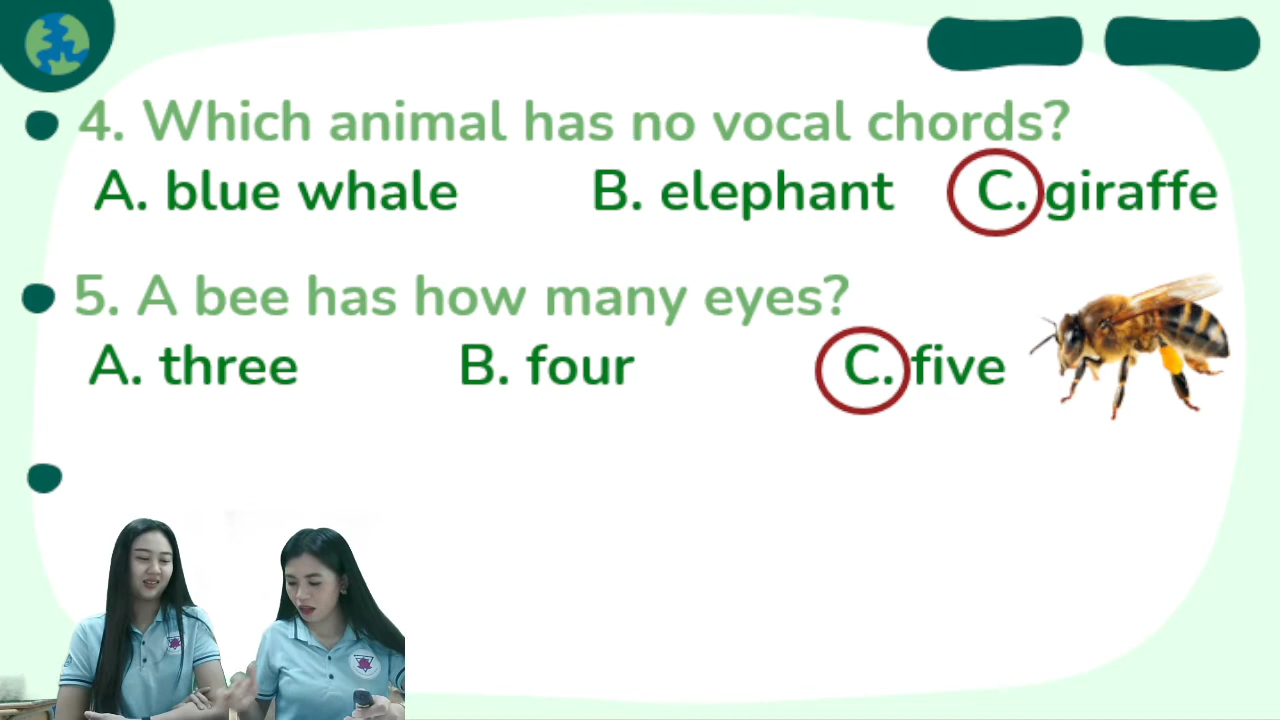 4. Which animal has no vocal chords?
A. blue whale B. elephant C. giraffe
5. A bee has how many eyes?
A. three B. four C. five